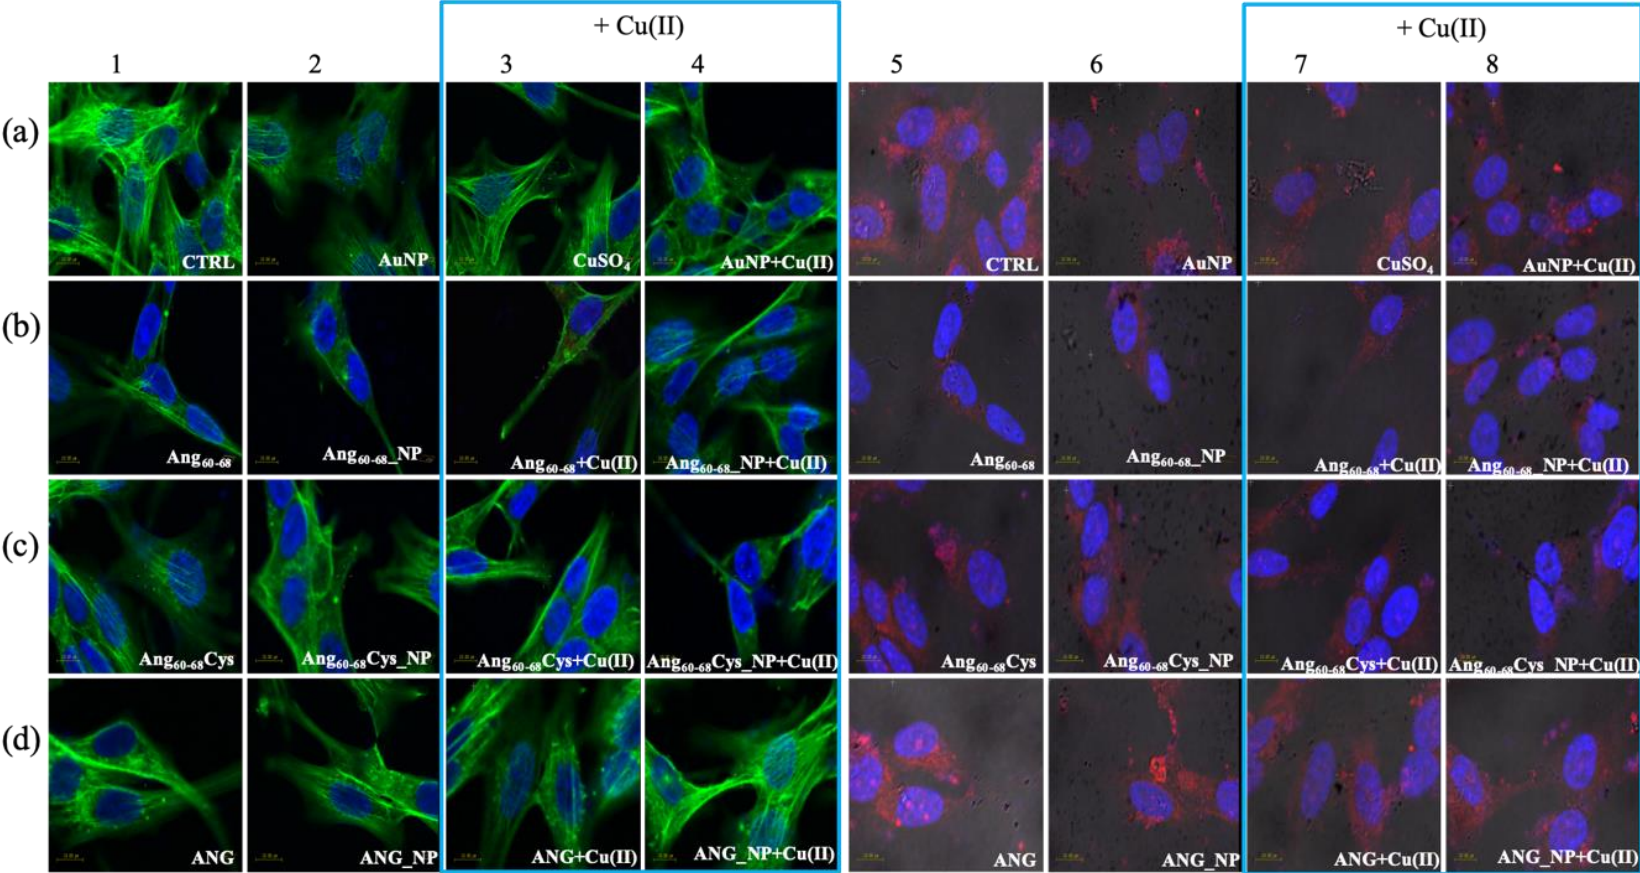 + Cu(II) + Cu(II)
1 2 3 4 5 6 7 8
(a)
CTRL AuNP CuSO₄ AuNP+Cu(II) CTRL AuNP CuSO₄ AuNP+Cu(II)
(b)
Ang₆₀₋₆₈ Ang₆₀₋₆₈_NP Ang₆₀₋₆₈+Cu(II) Ang₆₀₋₆₈_NP+Cu(II) Ang₆₀₋₆₈ Ang₆₀₋₆₈_NP Ang₆₀₋₆₈+Cu(II) Ang₆₀₋₆₈_NP+Cu(II)
(c)
Ang₆₀₋₆₈Cys Ang₆₀₋₆₈Cys_NP Ang₆₀₋₆₈Cys+Cu(II) Ang₆₀₋₆₈Cys_NP+Cu(II) Ang₆₀₋₆₈Cys Ang₆₀₋₆₈Cys_NP Ang₆₀₋₆₈Cys+Cu(II) Ang₆₀₋₆₈Cys_NP+Cu(II)
(d)
ANG ANG_NP ANG+Cu(II) ANG_NP+Cu(II) ANG ANG_NP ANG+Cu(II) ANG_NP+Cu(II)